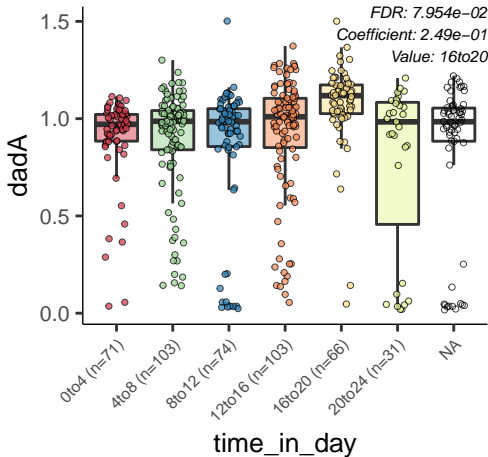 FDR: 7.954e−02
Coefficient: 2.49e−01
Value: 16to20
1.5
1.0
0.5
0.0
dadA
0to4 (n=71)
4to8 (n=103)
8to12 (n=74)
12to16 (n=103)
16to20 (n=66)
20to24 (n=31)
NA
time_in_day